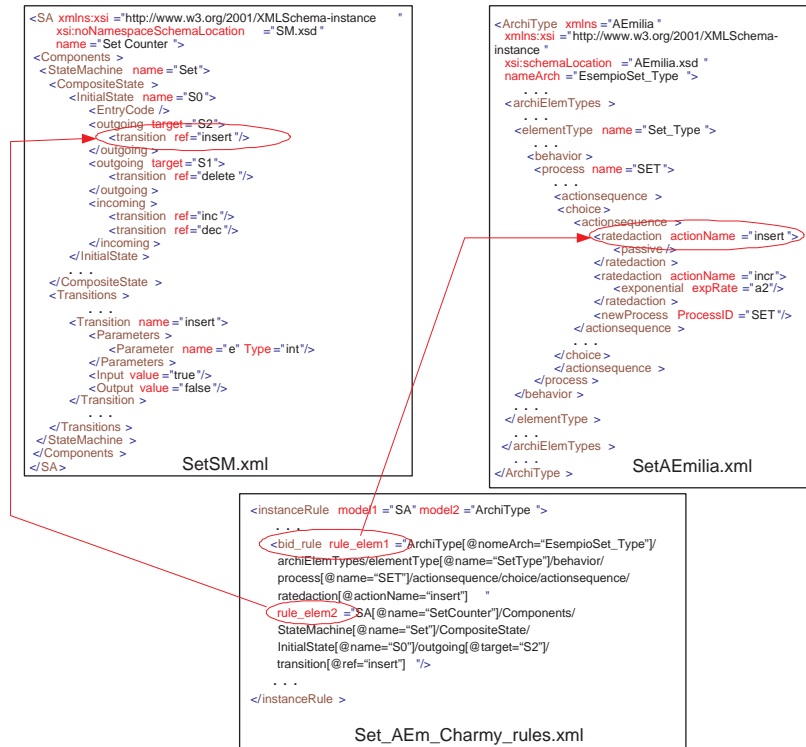 <SA xmlns:xsi ="http://www.w3.org/2001/XMLSchema-instance "
xsi:noNamespaceSchemaLocation ="SM.xsd"
name ="Set Counter ">
<Components >
<StateMachine name ="Set">
<CompositeState >
<InitialState name ="S0">
<EntryCode />
<outgoing target ="S2">
<transition ref ="insert "/>
</outgoing >
<outgoing target ="S1">
<transition ref ="delete "/>
</outgoing >
<incoming >
<transition ref ="inc "/>
<transition ref ="dec "/>
</incoming >
</InitialState >
. . .
</CompositeState >
<Transitions >
. . .
<Transition name ="insert">
<Parameters >
<Parameter name ="e" Type ="int"/>
</Parameters >
<Input value ="true"/>
<Output value ="false"/>
</Transition >
. . .
</Transitions >
</StateMachine >
</Components >
</SA>
SetSM.xml
<ArchiType xmlns ="AEmilia "
xmlns:xsi ="http://www.w3.org/2001/XMLSchema-
instance "
xsi:schemaLocation ="AEmilia.xsd "
nameArch ="EsempioSet_Type ">
. . .
<archiElemTypes >
. . .
<elementType name ="Set_Type ">
. . .
<behavior >
<process name ="SET">
. . .
<actionsequence >
<choice >
<actionsequence >
<ratedaction actionName ="insert ">
<passive />
</ratedaction >
<ratedaction actionName ="incr">
<exponential expRate ="a2"/>
</ratedaction >
<newProcess ProcessID ="SET"/>
</actionsequence >
. . .
</choice >
</actionsequence >
</process >
</behavior >
. . .
</elementType >
. . .
</archiElemTypes >
. . .
</ArchiType >
SetAEmilia.xml
<instanceRule model1 ="SA" model2 ="ArchiType ">
. . .
<bid_rule rule_elem1 ="ArchiType[@nomeArch=“EsempioSet_Type”]/
archiElemTypes/elementType[@name=“SetType”]/behavior/
process[@name=“SET”]/actionsequence/choice/actionsequence/
ratedaction[@actionName=“insert”] "
rule_elem2 ="SA[@name=“SetCounter”]/Components/
StateMachine[@name=“Set”]/CompositeState/
InitialState[@name=“S0”]/outgoing[@target=“S2”]/
transition[@ref=“insert”] "/>
. . .
</instanceRule >
Set_AEm_Charmy_rules.xml